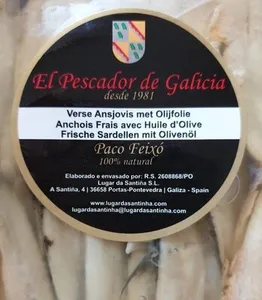 El Pescador de Galicia
desde 1981
Verse Ansjovis met Olijfolie
Anchois Frais avec Huile d'Olive
Frische Sardellen mit Olivenöl
Paco Feixó
100% natural
Elaborado e envasado por: R.S. 2608868/PO
Lugar da Santiña S.L.
A Santiña, 4 | 36658 Portas-Pontevedra | Galiza - Spain
www.lugardasantinha.com
lugardasantinha@lugardasantinha.com